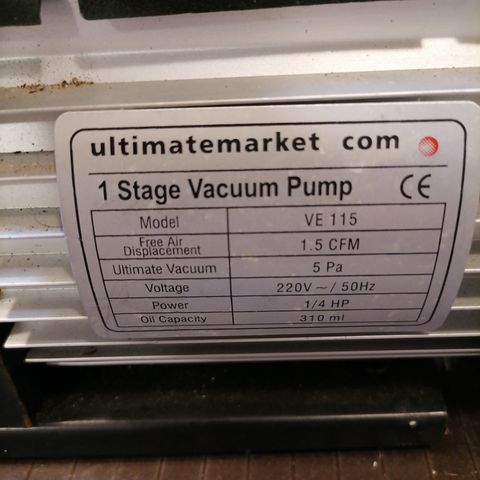 ultimatemarket com
1 Stage Vacuum Pump CE
Model VE 115
Free Air
Displacement 1.5 CFM
Ultimate Vacuum 5 Pa
Voltage 220V ~/ 50Hz
Power 1/4 HP
Oil Capacity 310 ml